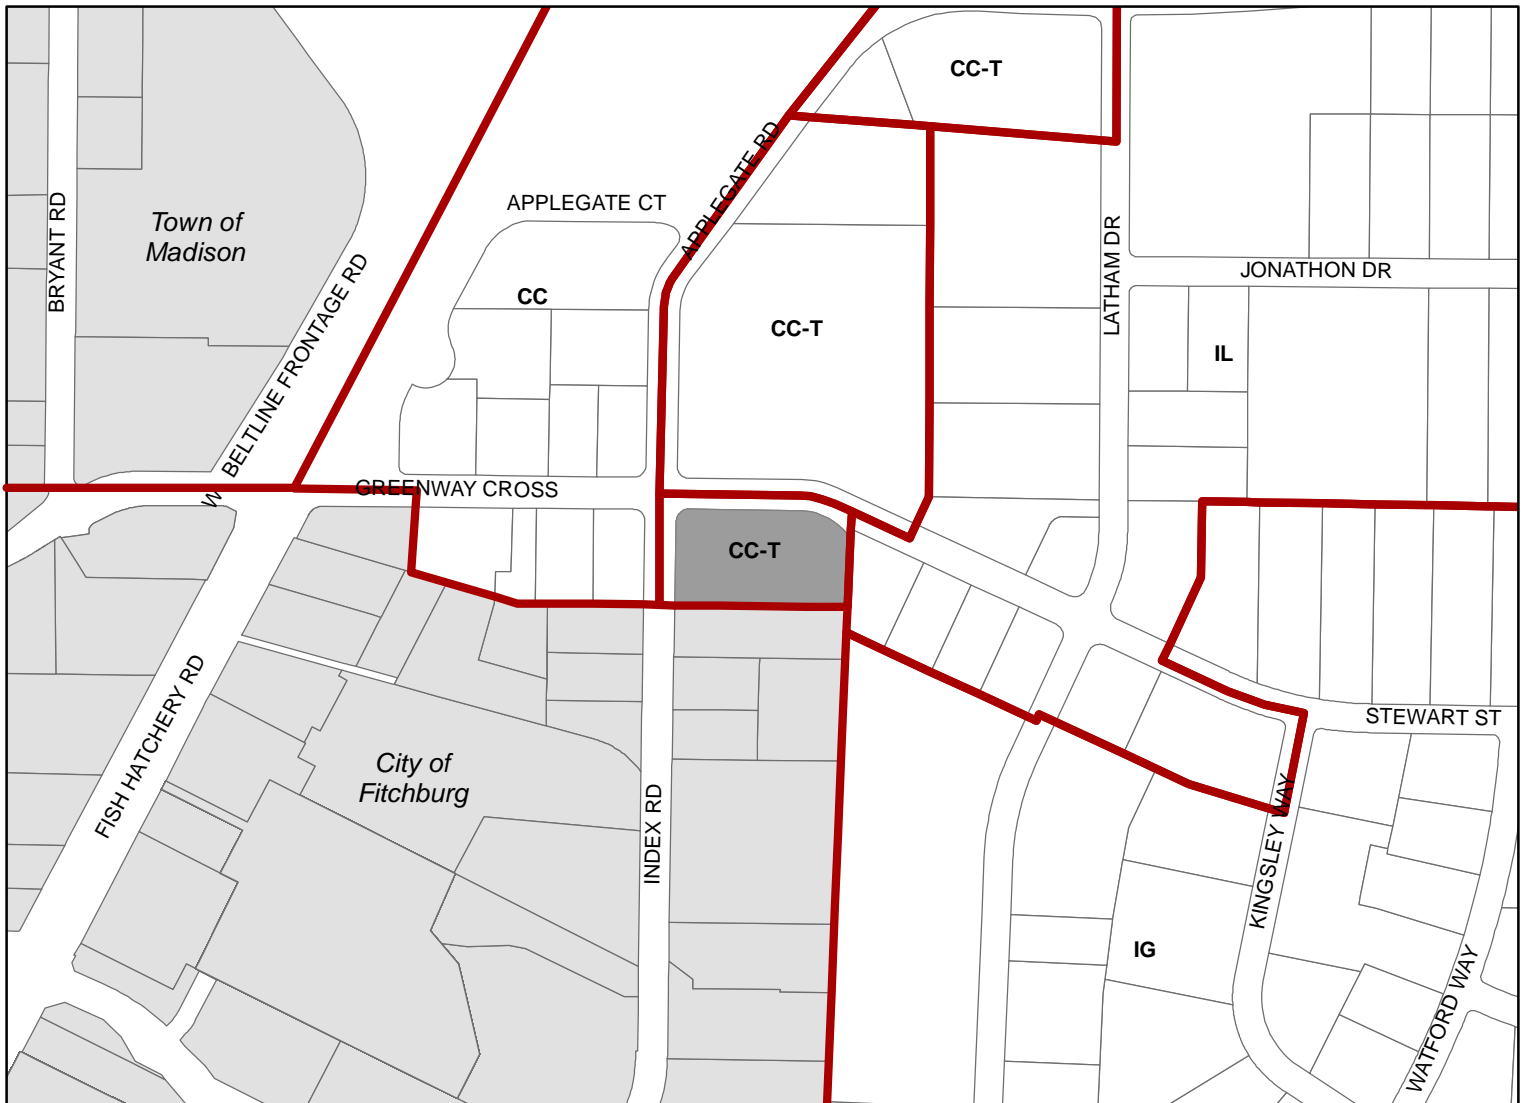 CC-T
APPLEGATE RD
APPLEGATE CT
Town of
Madison
BRYANT RD
W BELTLINE FRONTAGE RD
LATHAM DR
JONATHON DR
CC
CC-T
IL
GREENWAY CROSS
CC-T
STEWART ST
FISH HATCHERY RD
City of
Fitchburg
INDEX RD
KINGSLEY WAY
IG
WATFORD WAY